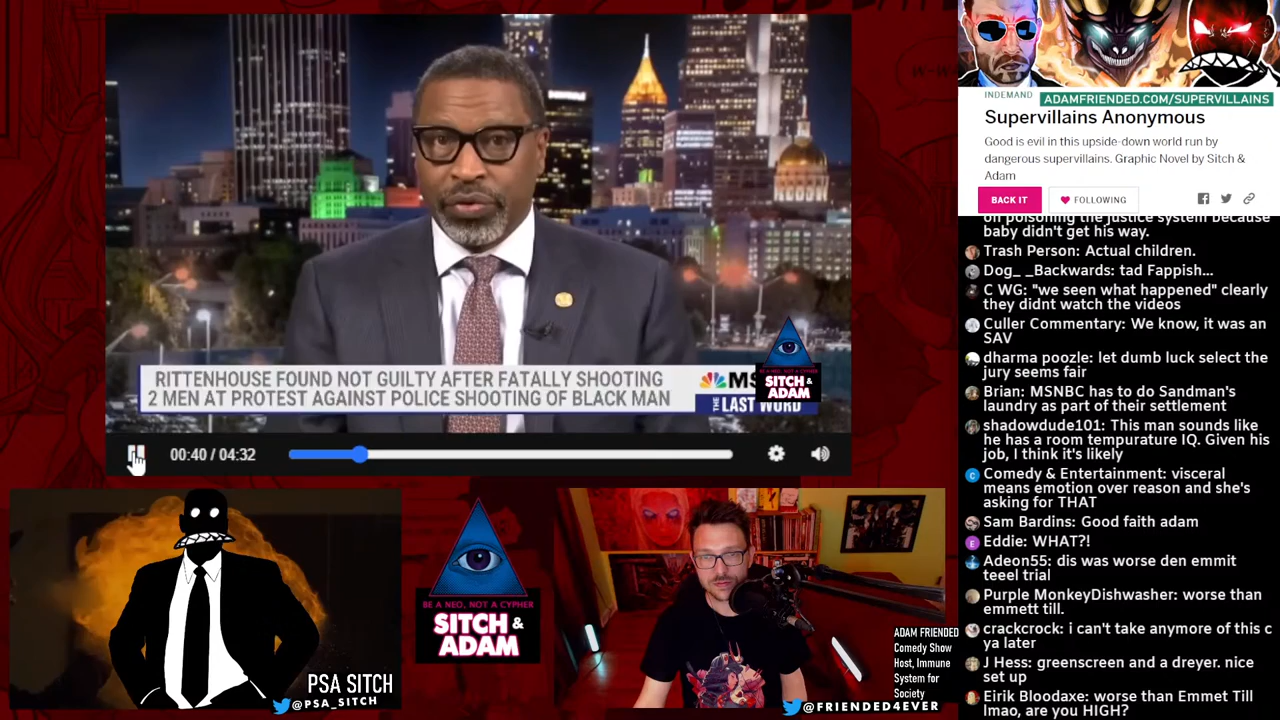 RITTENHOUSE FOUND NOT GUILTY AFTER FATALLY SHOOTING
2 MEN AT PROTEST AGAINST POLICE SHOOTING OF BLACK MAN
MS
THE LAST WORD
BE A NEO, NOT A CYPHER
SITCH &
ADAM
00:40 / 04:32
PSA SITCH
@PSA_SITCH
BE A NEO, NOT A CYPHER
SITCH &
ADAM
ADAM FRIENDED
Comedy Show
Host, Immune
System for
Society
@FRIENDED4EVER
INDEMAND
ADAMFRIENDED.COM/SUPERVILLAINS
Supervillains Anonymous
Good is evil in this upside-down world run by
dangerous supervillains. Graphic Novel by Sitch &
Adam
BACK IT
FOLLOWING
on poisoning the justice system because
baby didn't get his way.
Trash Person: Actual children.
Dog_ _Backwards: tad Fappish...
C WG: "we seen what happened" clearly
they didnt watch the videos
Culler Commentary: We know, it was an
SAV
dharma poozle: let dumb luck select the
jury seems fair
Brian: MSNBC has to do Sandman's
laundry as part of their settlement
shadowdude101: This man sounds like
he has a room tempurature IQ. Given his
job, I think it's likely
C
Comedy & Entertainment: visceral
means emotion over reason and she's
asking for THAT
Sam Bardins: Good faith adam
E
Eddie: WHAT?!
Adeon55: dis was worse den emmit
teeel trial
Purple MonkeyDishwasher: worse than
emmett till.
crackcrock: i can't take anymore of this c
ya later
J Hess: greenscreen and a dreyer. nice
set up
Eirik Bloodaxe: worse than Emmet Till
lmao, are you HIGH?